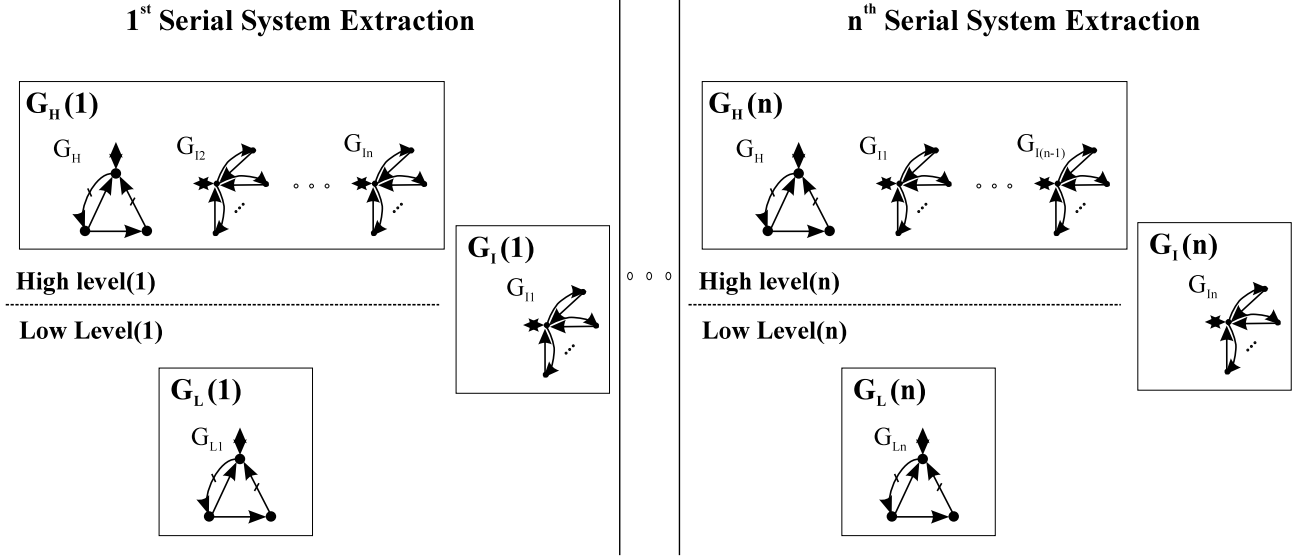 1st Serial System Extraction
GH(1)
GH
GI2
GIn
High level(1)
Low Level(1)
GI(1)
GI1
GL(1)
GL1
nth Serial System Extraction
GH(n)
GH
GI1
GI(n-1)
High level(n)
Low Level(n)
GI(n)
GIn
GL(n)
GLn